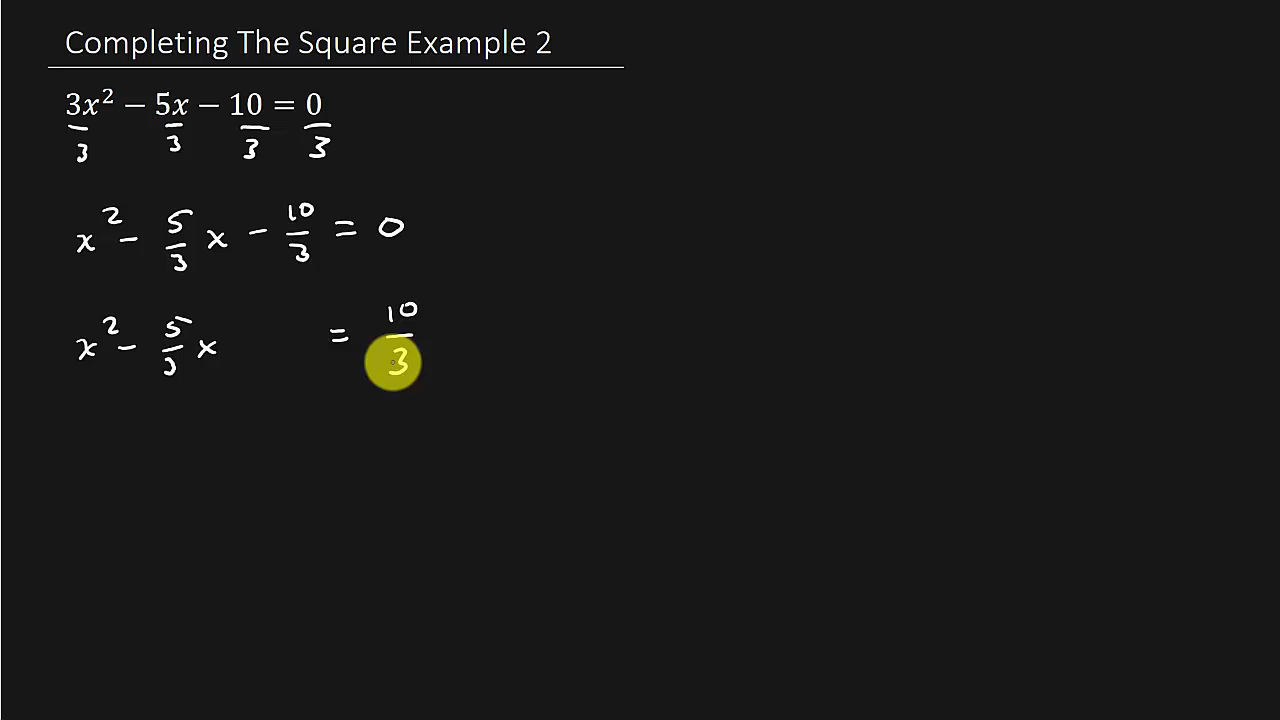 Completing The Square Example 2
3x² − 5x − 10 = 0
3 3 3 3
x² − 5/3 x − 10/3 = 0
x² − 5/3 x = 10/3